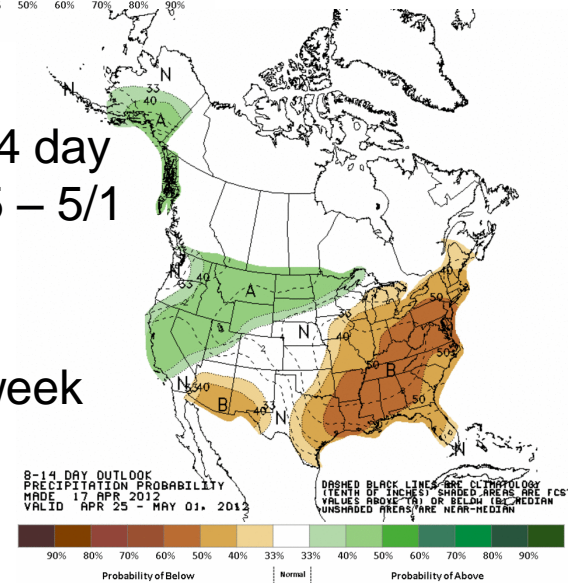 50% 60% 70% 80% 90%
4 day
– 5/1
week
N
N
33
40
A
N
40
33
A
N
33
40
40
50
50
B
50
50
N
33
40
B
40
33
N
N
8-14 DAY OUTLOOK
PRECIPITATION PROBABILITY
MADE 17 APR 2012
VALID APR 25 - MAY 01, 2012
DASHED BLACK LINES ARE CLIMATOLOGY
(TENTH OF INCHES) SHADED AREAS ARE FCST
VALUES ABOVE (A) OR BELOW (B) MEDIAN
UNSHADED AREAS ARE NEAR-MEDIAN
90% 80% 70% 60% 50% 40% 33% 33% 40% 50% 60% 70% 80% 90%
Probability of Below Normal Probability of Above